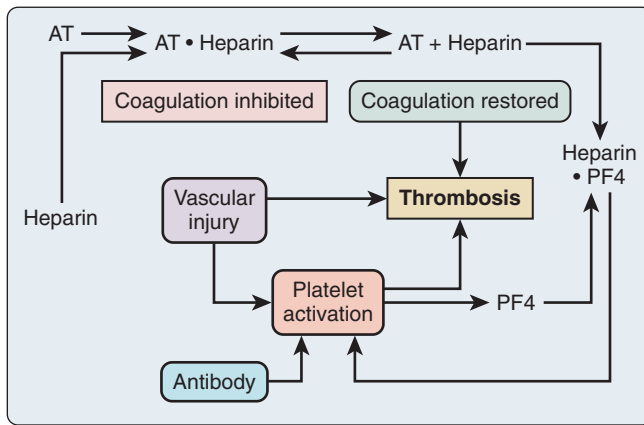 AT
AT • Heparin
AT + Heparin
Coagulation inhibited
Coagulation restored
Heparin
• PF4
Vascular
injury
Thrombosis
Heparin
Platelet
activation
PF4
Antibody